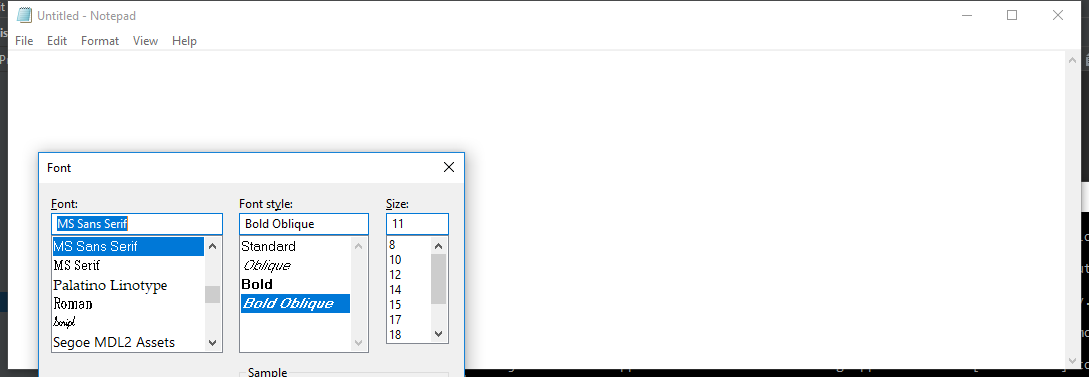 Untitled - Notepad
File Edit Format View Help
Font
Font: Font style: Size:
MS Sans Serif Bold Oblique 11
MS Sans Serif Standard 8
MS Serif Oblique 10
Palatino Linotype Bold 12
Roman Bold Oblique 14
Script 15
Segoe MDL2 Assets 17
18
Sample